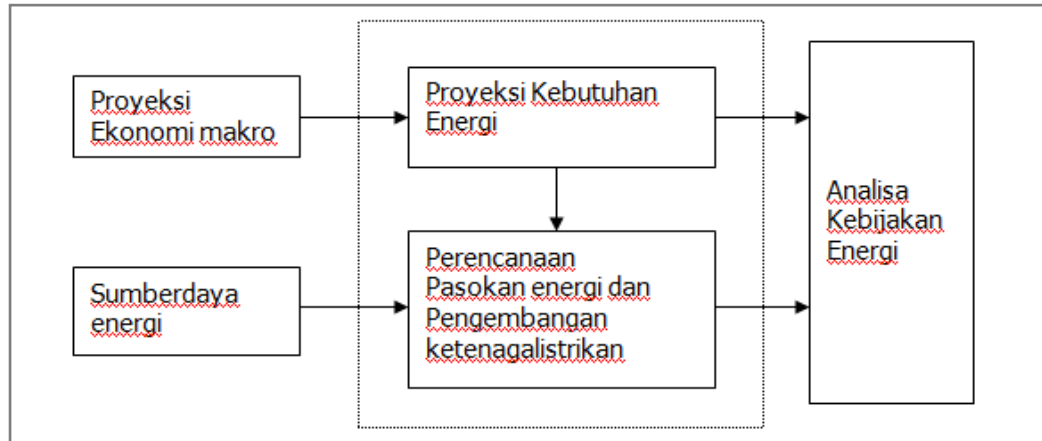 Proyeksi
Ekonomi makro
Proyeksi Kebutuhan
Energi
Sumberdaya
energi
Perencanaan
Pasokan energi dan
Pengembangan
ketenagalistrikan
Analisa
Kebijakan
Energi